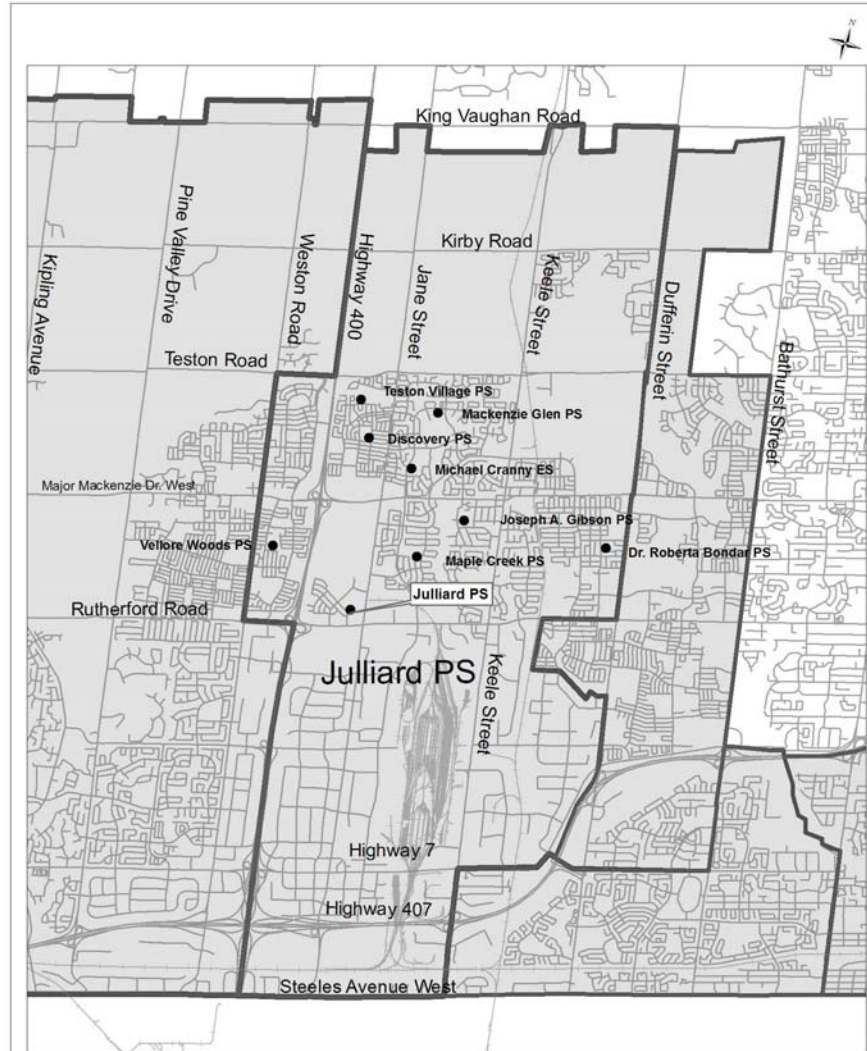 N
King Vaughan Road
Kirby Road
Kipling Avenue
Pine Valley Drive
Weston Road
Highway 400
Jane Street
Keele Street
Dufferin Street
Bathurst Street
Teston Road
Teston Village PS
Mackenzie Glen PS
Discovery PS
Michael Cranny ES
Major Mackenzie Dr. West
Joseph A. Gibson PS
Vellore Woods PS
Dr. Roberta Bondar PS
Maple Creek PS
Julliard PS
Rutherford Road
Julliard PS
Keele Street
Highway 7
Highway 407
Steeles Avenue West